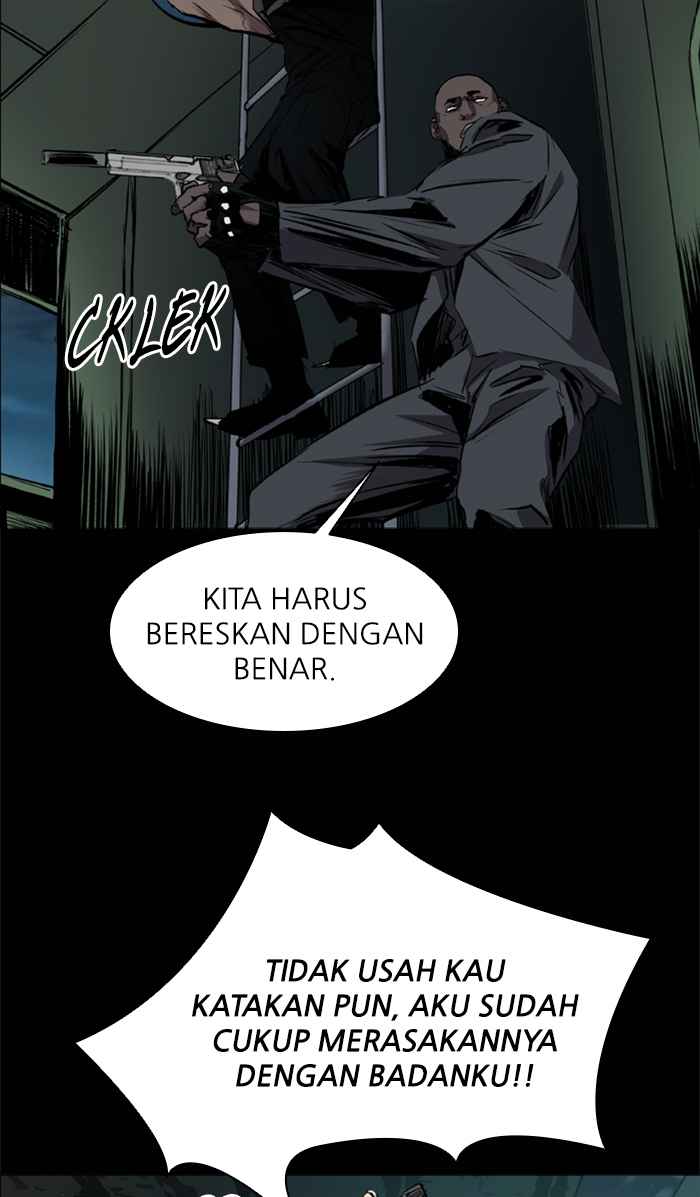 CKLEK
KITA HARUS
BERESKAN DENGAN
BENAR.
TIDAK USAH KAU
KATAKAN PUN, AKU SUDAH
CUKUP MERASAKANNYA
DENGAN BADANKU!!